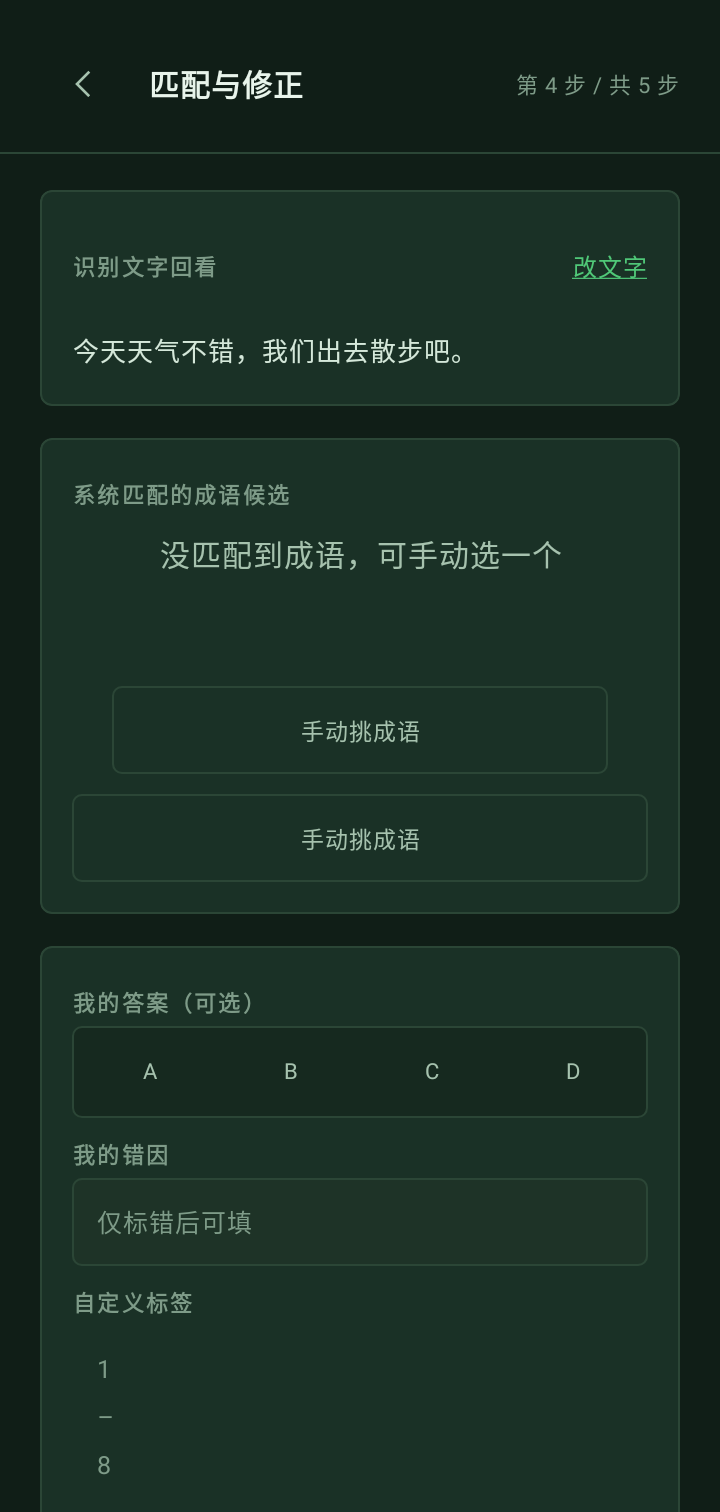 匹配与修正
第 4 步 / 共 5 步
识别文字回看
改文字
今天天气不错，我们出去散步吧。
系统匹配的成语候选
没匹配到成语，可手动选一个
手动挑成语
手动挑成语
我的答案（可选）
A B C D
我的错因
仅标错后可填
自定义标签
1
–
8